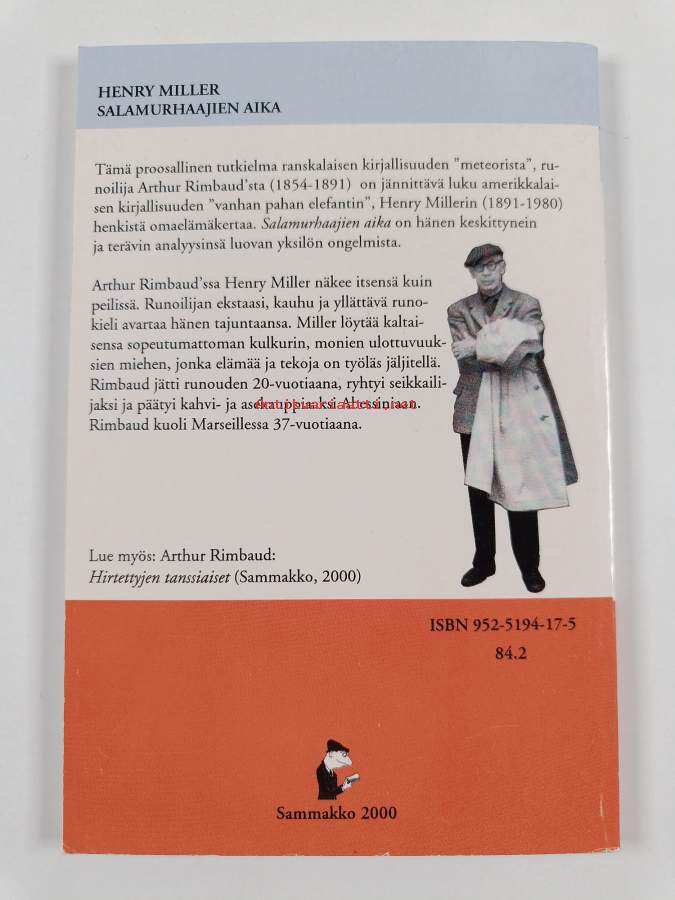 HENRY MILLER
SALAMURHAAJIEN AIKA
Tämä proosallinen tutkielma ranskalaisen kirjallisuuden ”meteorista”, ru-
noilija Arthur Rimbaud’sta (1854-1891) on jännittävä luku amerikkalai-
sen kirjallisuuden ”vanhan pahan elefantin”, Henry Millerin (1891-1980)
henkistä omaelämäkertaa. Salamurhaajien aika on hänen keskittynein
ja terävin analyysinsä luovan yksilön ongelmista.
Arthur Rimbaud’ssa Henry Miller näkee itsensä kuin
peilissä. Runoilijan ekstaasi, kauhu ja yllättävä runo-
kieli avartaa hänen tajuntaansa. Miller löytää kaltai-
sensa sopeutumattoman kulkurin, monien ulottuvuuk-
sien miehen, jonka elämää ja tekoja on työläs jäljitellä.
Rimbaud jätti runouden 20-vuotiaana, ryhtyi seikkaili-
jaksi ja päätyi kahvi- ja asekauppiaaksi Abessiniaan.
Rimbaud kuoli Marseillessa 37-vuotiaana.
Lue myös: Arthur Rimbaud:
Hirtettyjen tanssiaiset (Sammakko, 2000)
ISBN 952-5194-17-5
84.2
Sammakko 2000